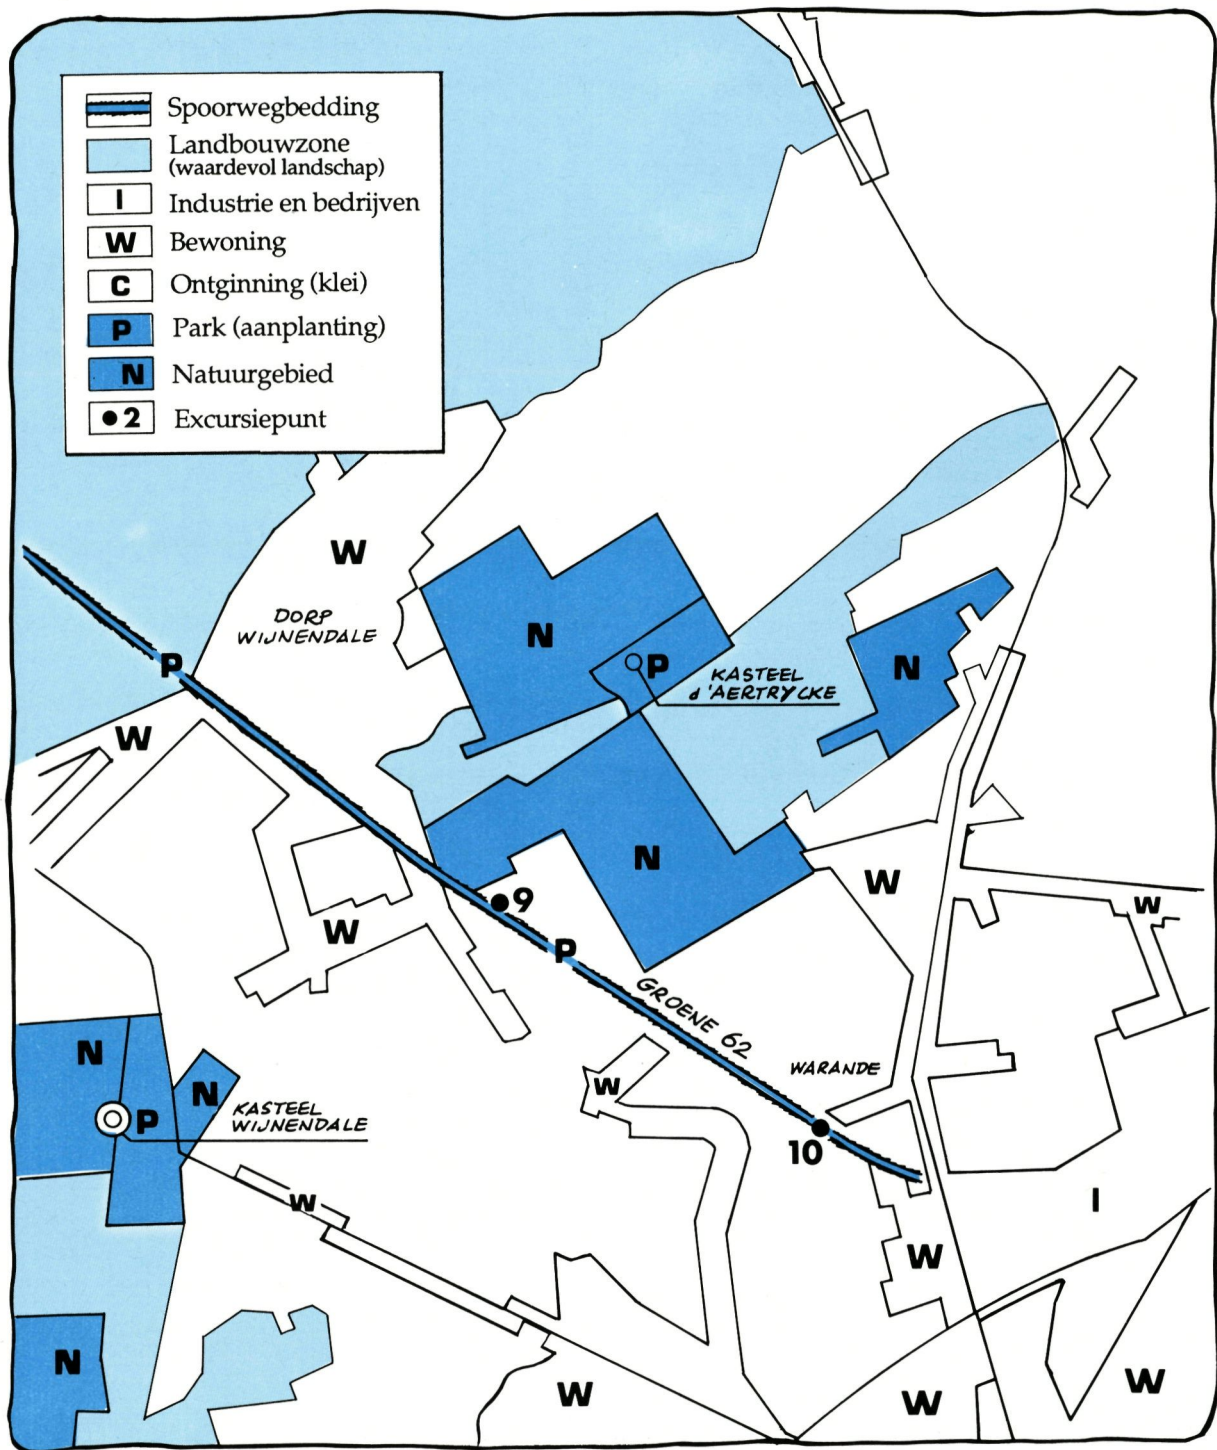 Spoorwegbedding
Landbouwzone
(waardevol landschap)
I Industrie en bedrijven
W Bewoning
C Ontginning (klei)
P Park (aanplanting)
N Natuurgebied
•2 Excursiepunt
W
DORP
WIJNENDALE
N
P
KASTEEL
d'AERTRYCKE
N
P
W
N
W
9
W
W
P
GROENE 62
WARANDE
N
N
W
P
KASTEEL
WIJNENDALE
10
W
I
W
N
W
W
W